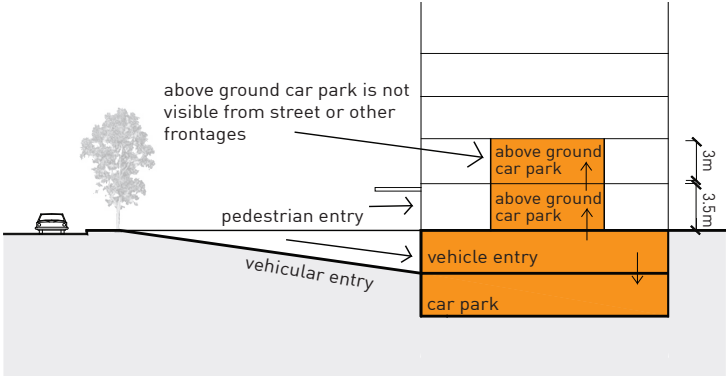 above ground car park is not
visible from street or other
frontages
above ground
car park
3m
above ground
car park
3.5m
pedestrian entry
vehicular entry
vehicle entry
car park